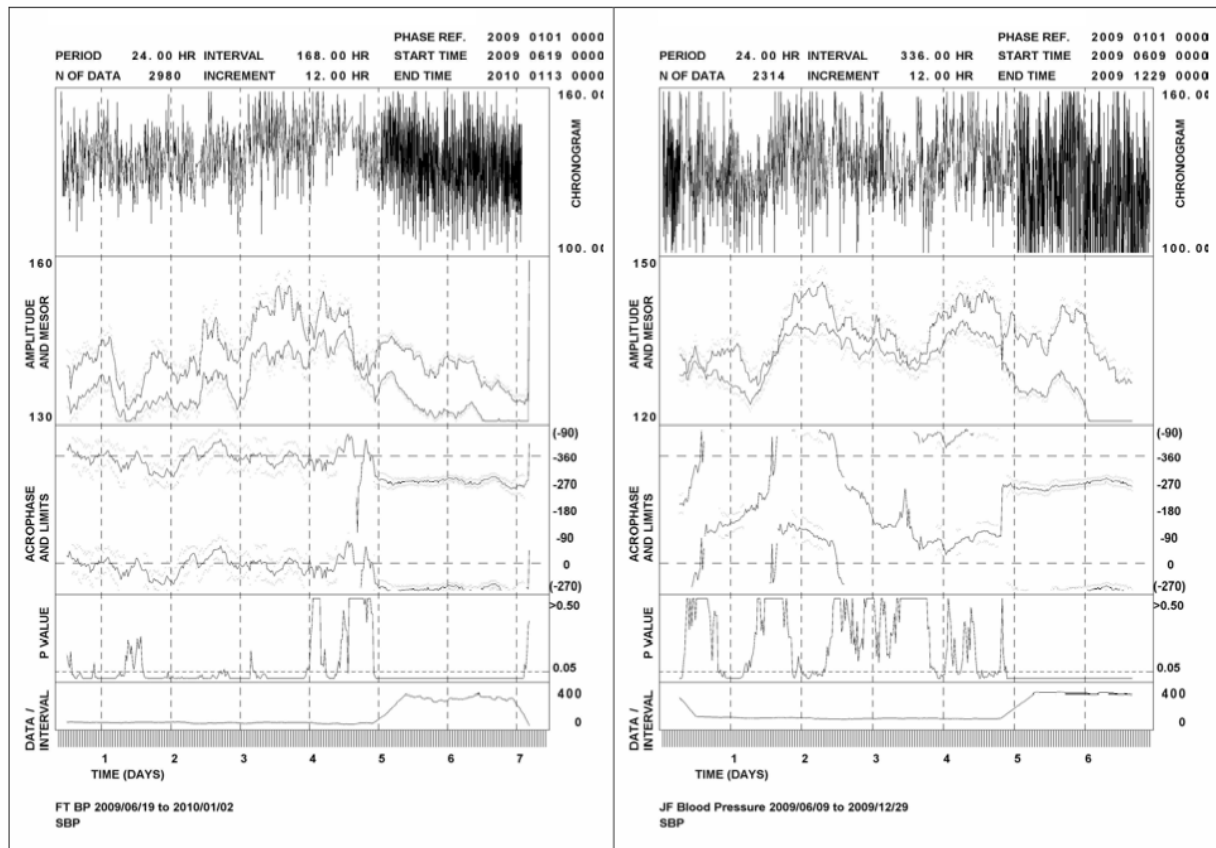 PHASE REF. 2009 0101 0000
PERIOD 24.00 HR INTERVAL 168.00 HR START TIME 2009 0619 0000
N OF DATA 2980 INCREMENT 12.00 HR END TIME 2010 0113 0000
160.00
CHRONOGRAM
100.00
160
AMPLITUDE AND MESOR
130
ACROPHASE AND LIMITS
(-90)
-360
-270
-180
-90
0
(-270)
P VALUE
>0.50
0.05
DATA / INTERVAL
400
0
1 2 3 4 5 6 7
TIME (DAYS)
FT BP 2009/06/19 to 2010/01/02
SBP
PHASE REF. 2009 0101 0000
PERIOD 24.00 HR INTERVAL 336.00 HR START TIME 2009 0609 0000
N OF DATA 2314 INCREMENT 12.00 HR END TIME 2009 1229 0000
160.00
CHRONOGRAM
100.00
150
AMPLITUDE AND MESOR
120
ACROPHASE AND LIMITS
(-90)
-360
-270
-180
-90
0
(-270)
P VALUE
>0.50
0.05
DATA / INTERVAL
400
0
1 2 3 4 5 6
TIME (DAYS)
JF Blood Pressure 2009/06/09 to 2009/12/29
SBP